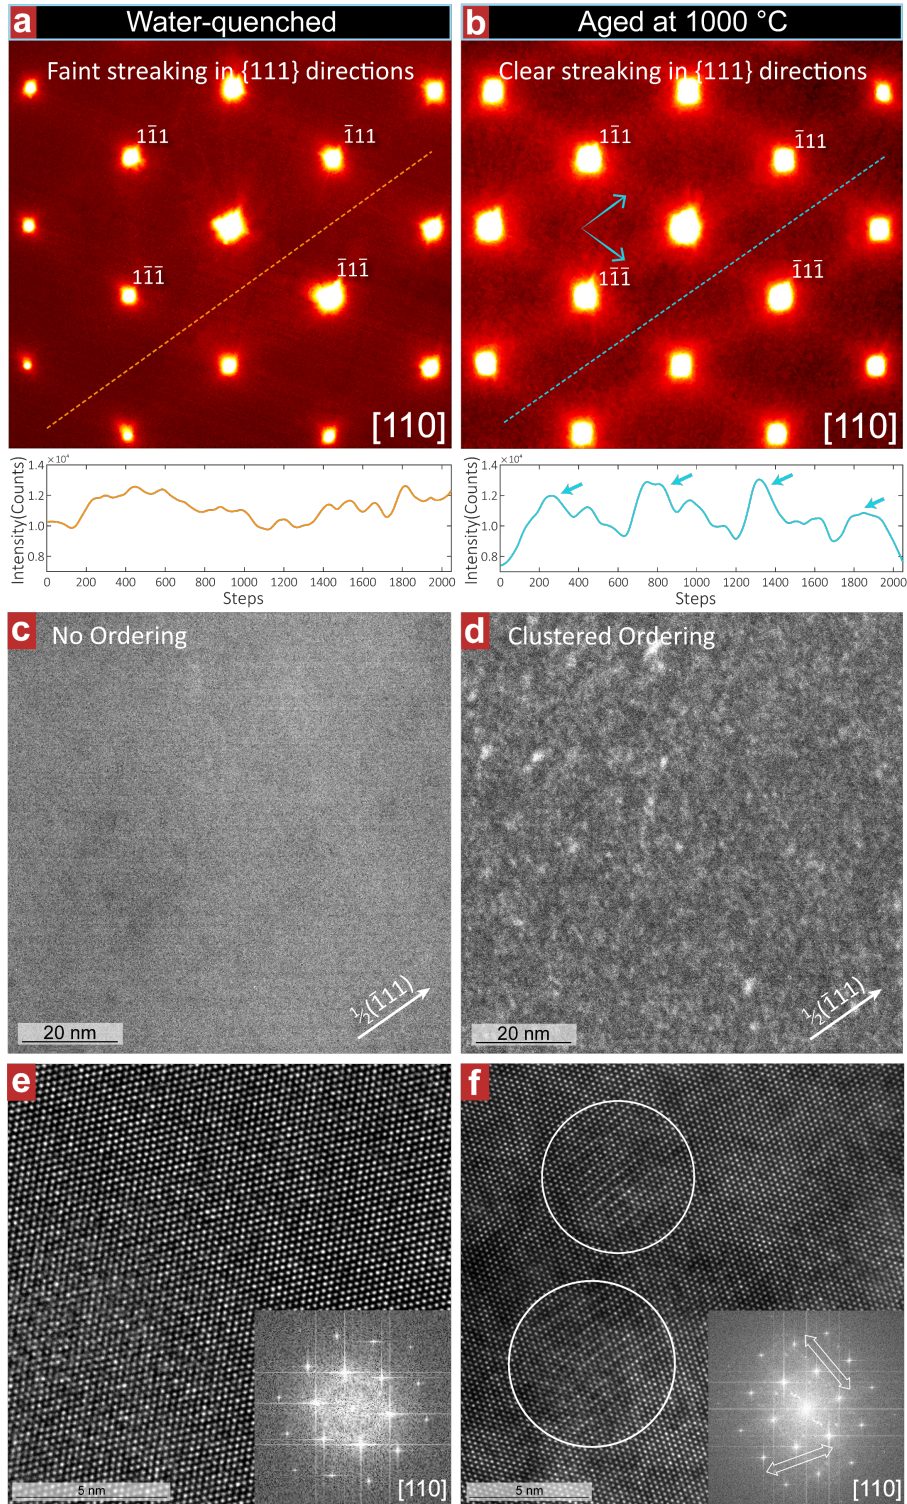 a
Water-quenched
b
Aged at 1000 °C
Faint streaking in {111} directions
Clear streaking in {111} directions
11̅1
1̅11
11̅1
1̅11
11̅1̅
1̅11̅
11̅1̅
1̅11̅
[110]
[110]
×10⁴
1.4
1.2
1.0
0.8
Intensity(Counts)
0 200 400 600 800 1000 1200 1400 1600 1800 2000
Steps
×10⁴
1.4
1.2
1.0
0.8
Intensity(Counts)
0 200 400 600 800 1000 1200 1400 1600 1800 2000
Steps
c
No Ordering
d
Clustered Ordering
½(1̅11)
½(1̅11)
20 nm
20 nm
e
f
5 nm
[110]
5 nm
[110]